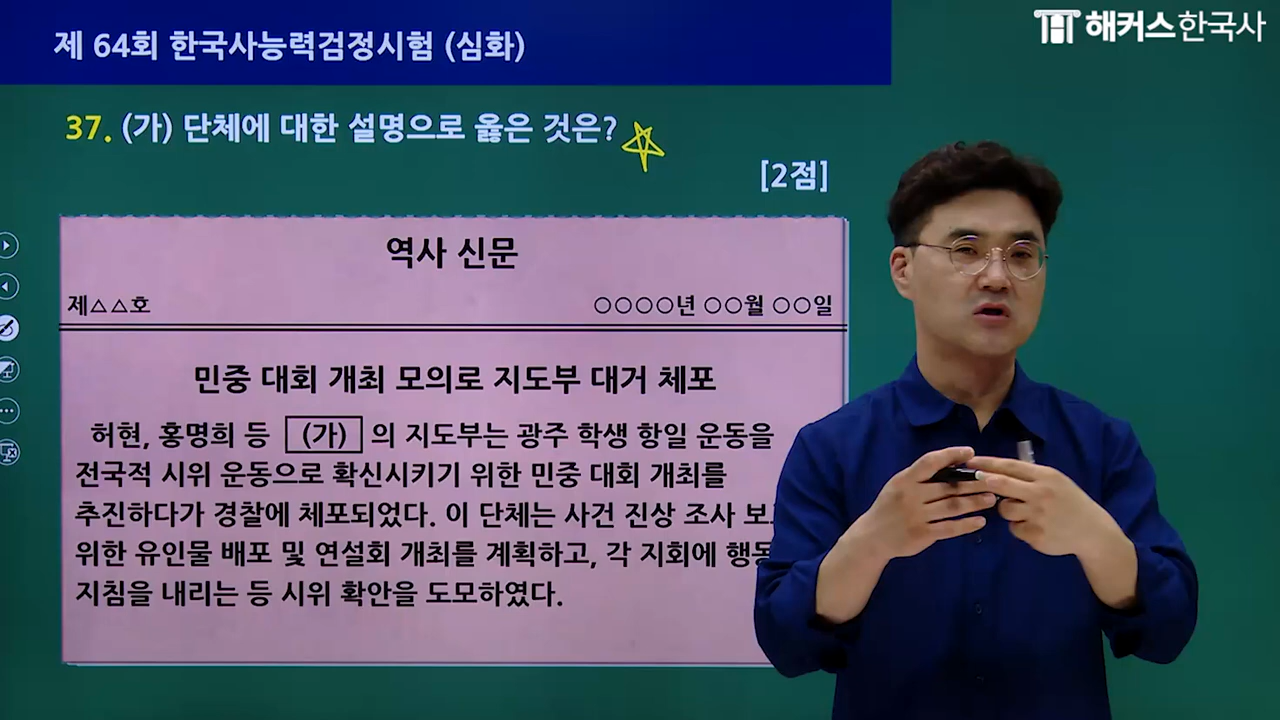 제 64회 한국사능력검정시험 (심화)
해커스한국사
37. (가) 단체에 대한 설명으로 옳은 것은?
[2점]
역사 신문
제△△호 ○○○○년 ○○월 ○○일
민중 대회 개최 모의로 지도부 대거 체포
허헌, 홍명희 등 (가) 의 지도부는 광주 학생 항일 운동을
전국적 시위 운동으로 확신시키기 위한 민중 대회 개최를
추진하다가 경찰에 체포되었다. 이 단체는 사건 진상 조사
위한 유인물 배포 및 연설회 개최를 계획하고, 각 지회에
지침을 내리는 등 시위 확안을 도모하였다.